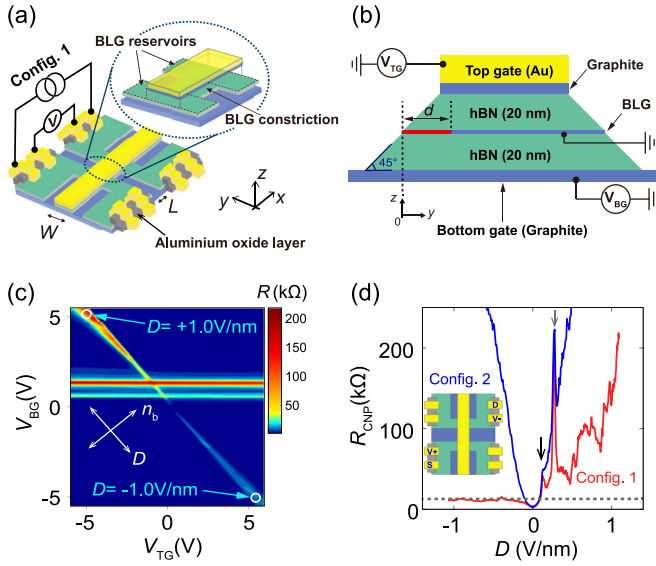 (a)
BLG reservoirs
Config. 1
V
BLG constriction
z
x
y
L
W
Aluminium oxide layer
(b)
V_TG
Top gate (Au)
Graphite
d
hBN (20 nm)
BLG
hBN (20 nm)
45°
V_BG
z
0
y
Bottom gate (Graphite)
(c)
R (kΩ)
5
D= +1.0V/nm
200
150
V_BG(V)
0
100
n_b
50
D
D= -1.0V/nm
-5
-5
0
5
V_TG(V)
(d)
200
Config. 2
R_CNP(kΩ)
D
V-
100
V+
S
Config. 1
0
-1
0
1
D (V/nm)